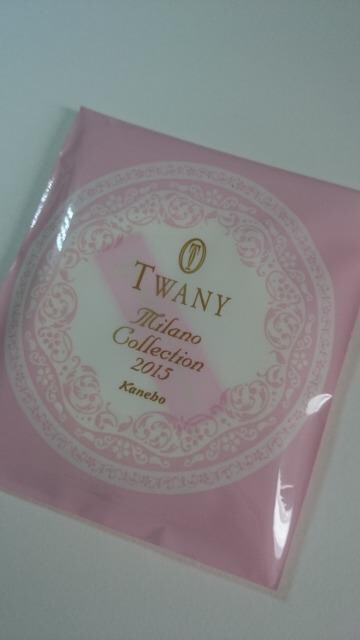 T
TWANY
Milano
Collection
2015
Kanebo